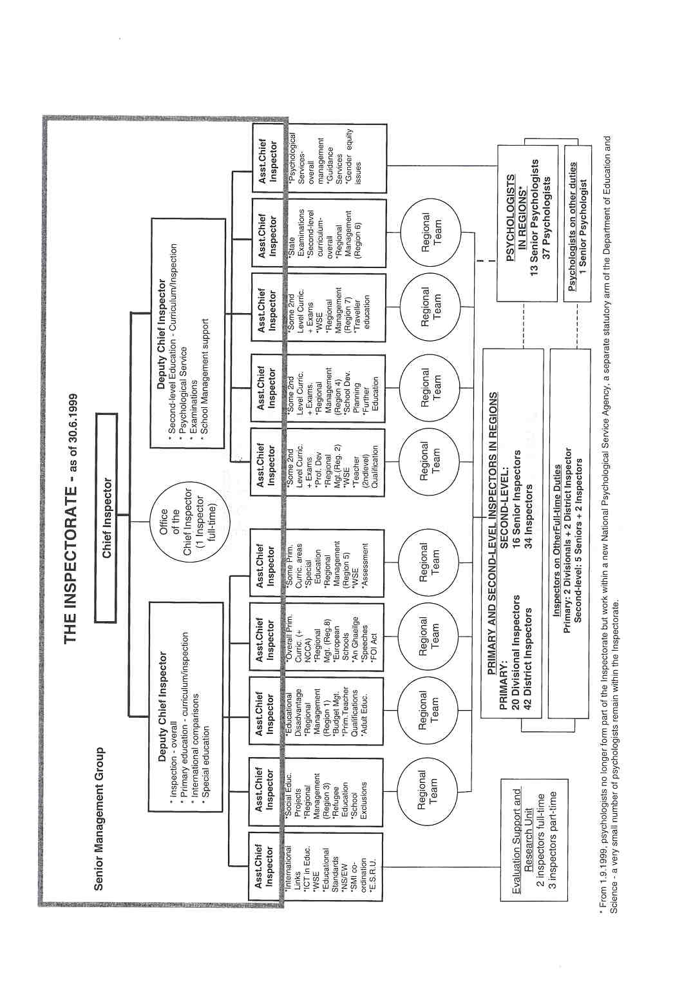 THE INSPECTORATE - as of 30.6.1999
Senior Management Group
Chief Inspector
Office
of the
Chief Inspector
(1 Inspector
full-time)
Deputy Chief Inspector
* Inspection - overall
* Primary education - curriculum/inspection
* International comparisons
* Special education
Deputy Chief Inspector
* Second-level Education - Curriculum/Inspection
* Psychological Service
* Examinations
* School Management support
Asst.Chief
Inspector
*International
Links
*ICT in Educ.
*WSE
*Educational
Standards
*NS/EW
*SMI co-
ordination
*E.S.R.U.
Asst.Chief
Inspector
*Social Educ.
Projects
*Regional
Management
(Region 3)
*Refugee
Education
*School
Exclusions
Asst.Chief
Inspector
*Educational
Disadvantage
*Regional
Management
(Region 1)
*Budget Mgt.
*Prim.Teacher
Qualifications
*Adult Educ.
Asst.Chief
Inspector
*Overall Prim.
Curric. (+
NCCA)
*Regional
Mgt. (Reg.8)
*European
Schools
*An Ghaeilge
*Speeches
*FOI Act
Asst.Chief
Inspector
*Some Prim.
Curric. areas
*Special
Education
*Regional
Management
(Region 5)
*WSE
*Assessment
Asst.Chief
Inspector
*Some 2nd
Level Curric.
+ Exams
*Prof. Dev
*Regional
Mgt.(Reg. 2)
*WSE
*Teacher
(2ndlevel)
Qualification
Asst.Chief
Inspector
*Some 2nd
Level Curric.
+ Exams.
*Regional
Management
(Region 4)
*School Dev.
Planning
*Further
Education
Asst.Chief
Inspector
*Some 2nd
Level Curric.
+ Exams
*WSE
*Regional
Management
(Region 7)
*Traveller
education
Asst.Chief
Inspector
*State
Examinations
*Second-level
curriculum-
overall
*Regional
Management
(Region 6)
Asst.Chief
Inspector
*Psychological
Services-
overall
management
*Guidance
Services
*Gender equity
issues
Regional
Team
Regional
Team
Regional
Team
Regional
Team
Regional
Team
Regional
Team
Regional
Team
Regional
Team
Evaluation Support and
Research Unit
2 inspectors full-time
3 inspectors part-time
PRIMARY AND SECOND-LEVEL INSPECTORS IN REGIONS
PRIMARY: SECOND-LEVEL:
20 Divisional Inspectors 16 Senior Inspectors
42 District Inspectors 34 Inspectors
Inspectors on OtherFull-time Duties
Primary: 2 Divisionals + 2 District Inspector
Second-level: 5 Seniors + 2 Inspectors
PSYCHOLOGISTS
IN REGIONS*
13 Senior Psychologists
37 Psychologists
Psychologists on other duties
1 Senior Psychologist
* From 1.9.1999, psychologists no longer form part of the Inspectorate but work within a new National Psychological Service Agency, a separate statutory arm of the Department of Education and
Science - a very small number of psychologists remain within the Inspectorate.